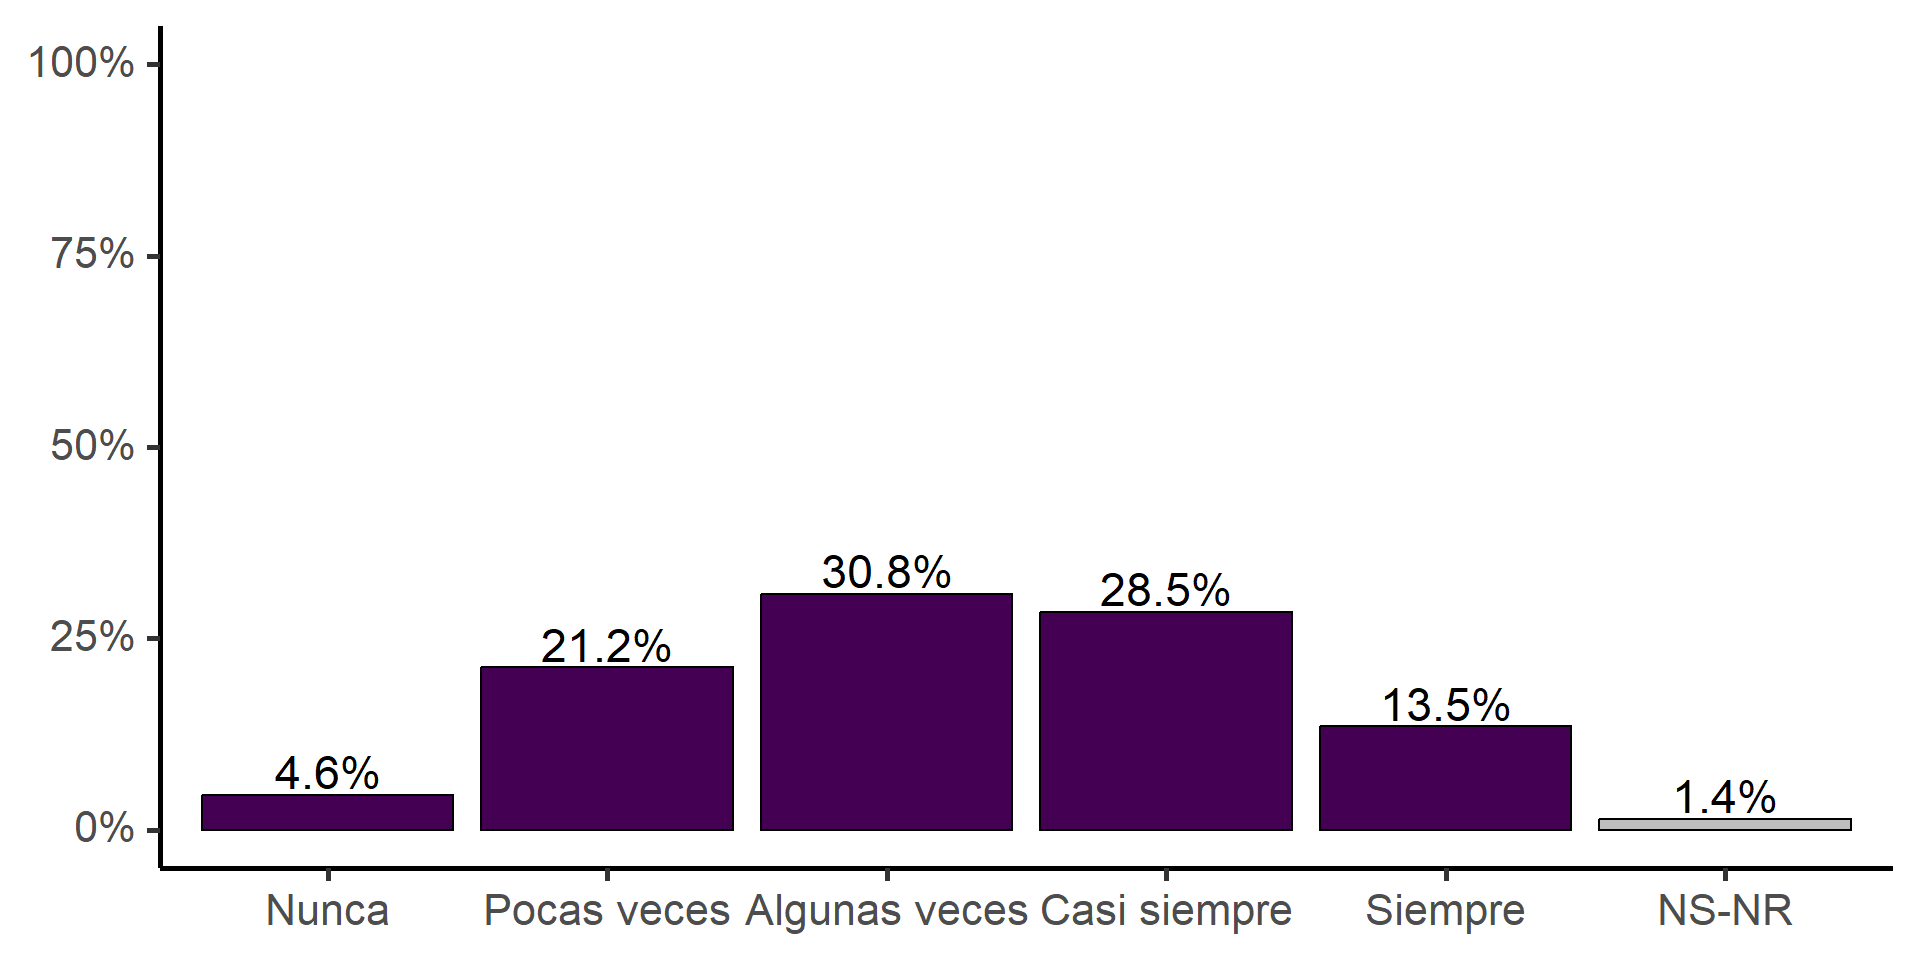 100%
75%
50%
25%
0%
4.6%
21.2%
30.8%
28.5%
13.5%
1.4%
Nunca
Pocas veces
Algunas veces
Casi siempre
Siempre
NS-NR